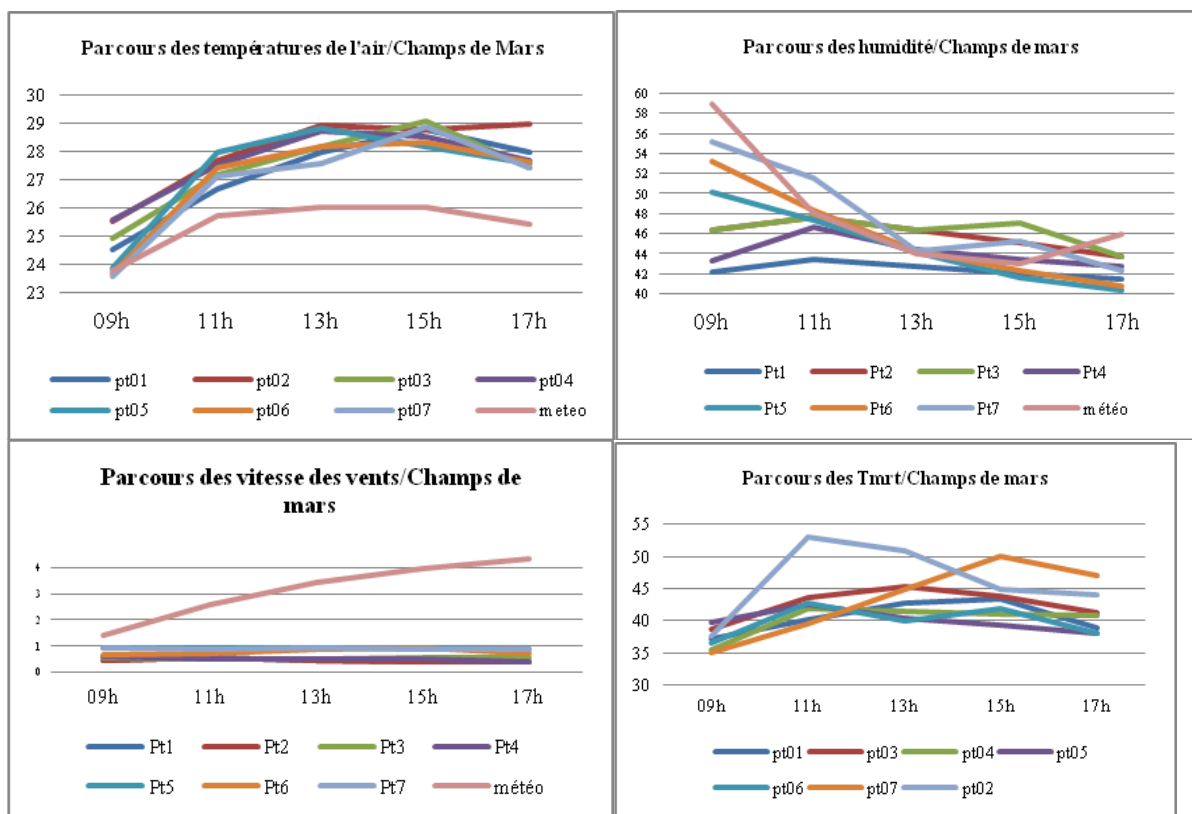 Parcours des températures de l'air/Champs de Mars
30
29
28
27
26
25
24
23
09h 11h 13h 15h 17h
pt01 pt02 pt03 pt04
pt05 pt06 pt07 meteo
Parcours des humidité/Champs de mars
60
58
56
54
52
50
48
46
44
42
40
09h 11h 13h 15h 17h
Pt1 Pt2 Pt3 Pt4
Pt5 Pt6 Pt7 météo
Parcours des vitesse des vents/Champs de
mars
4
3
2
1
0
09h 11h 13h 15h 17h
Pt1 Pt2 Pt3 Pt4
Pt5 Pt6 Pt7 météo
Parcours des Tmrt/Champs de mars
55
50
45
40
35
30
09h 11h 13h 15h 17h
pt01 pt03 pt04 pt05
pt06 pt07 pt02